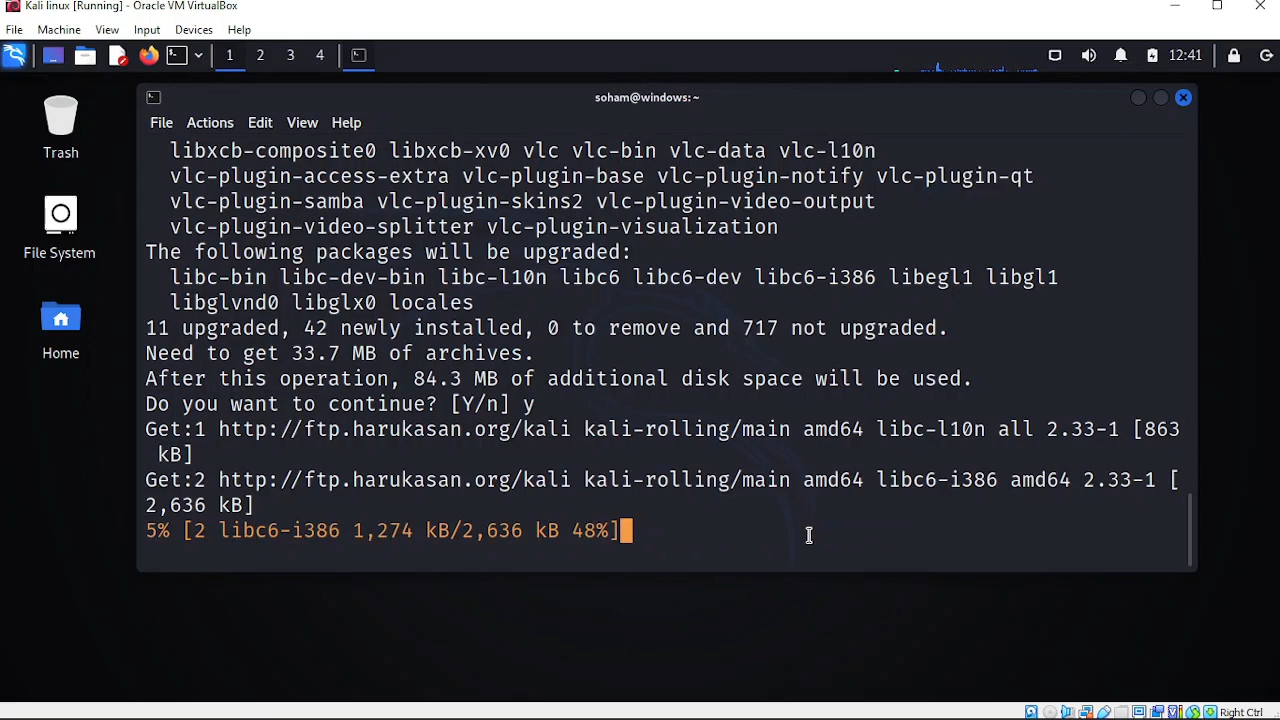 Kali linux [Running] - Oracle VM VirtualBox
File Machine View Input Devices Help
1 2 3 4 12:41
soham@windows: ~
File Actions Edit View Help
Trash
File System
Home
libxcb-composite0 libxcb-xv0 vlc vlc-bin vlc-data vlc-l10n
vlc-plugin-access-extra vlc-plugin-base vlc-plugin-notify vlc-plugin-qt
vlc-plugin-samba vlc-plugin-skins2 vlc-plugin-video-output
vlc-plugin-video-splitter vlc-plugin-visualization
The following packages will be upgraded:
libc-bin libc-dev-bin libc-l10n libc6 libc6-dev libc6-i386 libegl1 libgl1
libglvnd0 libglx0 locales
11 upgraded, 42 newly installed, 0 to remove and 717 not upgraded.
Need to get 33.7 MB of archives.
After this operation, 84.3 MB of additional disk space will be used.
Do you want to continue? [Y/n] y
Get:1 http://ftp.harukasan.org/kali kali-rolling/main amd64 libc-l10n all 2.33-1 [863
kB]
Get:2 http://ftp.harukasan.org/kali kali-rolling/main amd64 libc6-i386 amd64 2.33-1 [
2,636 kB]
5% [2 libc6-i386 1,274 kB/2,636 kB 48%]
Right Ctrl